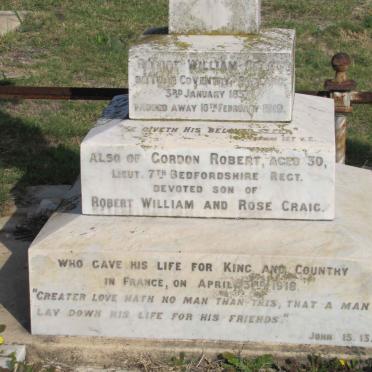 WILLIAM
COVENTRY,
3RD JANUARY
PASSED AWAY 10TH FEBRUARY
GIVETH HIS BELOVED
ALSO OF GORDON ROBERT, AGED 30,
LIEUT. 7TH BEDFORDSHIRE REGT.
DEVOTED SON OF
ROBERT WILLIAM AND ROSE CRAIG.
WHO GAVE HIS LIFE FOR KING AND COUNTRY
IN FRANCE, ON APRIL 1918.
"GREATER LOVE HATH NO MAN THAN THIS, THAT A MAN
LAY DOWN HIS LIFE FOR HIS FRIENDS."
JOHN 15.13.